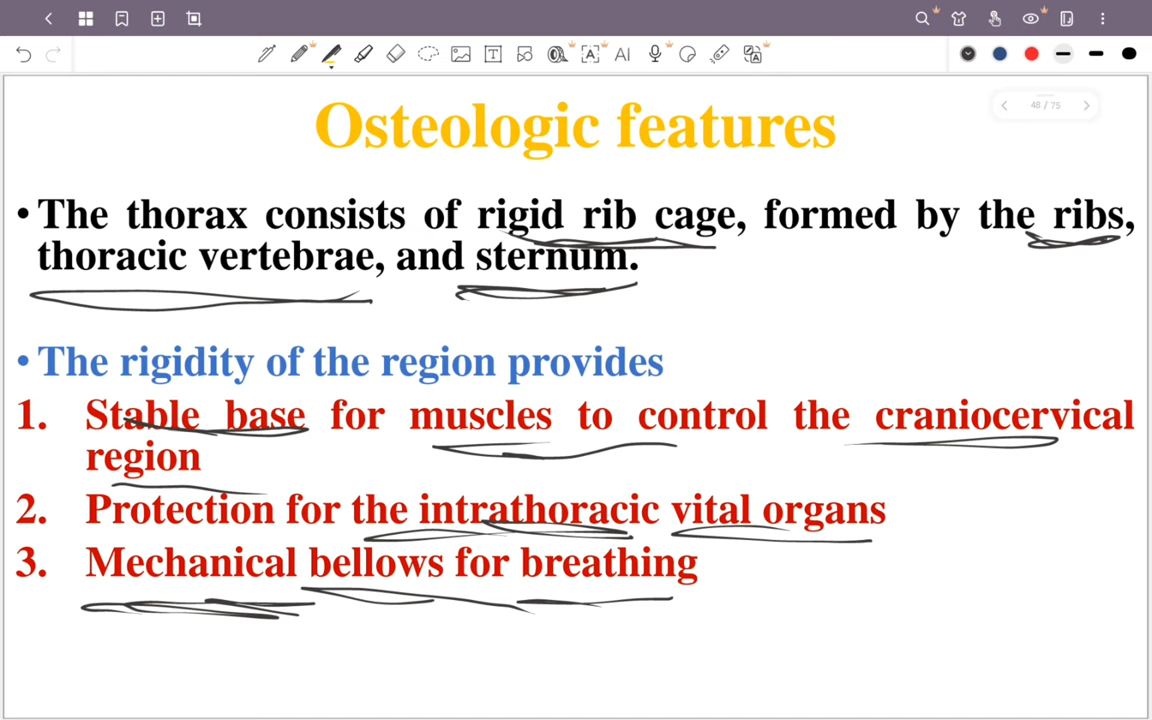 48 / 75
Osteologic features
• The thorax consists of rigid rib cage, formed by the ribs,
thoracic vertebrae, and sternum.
• The rigidity of the region provides
1. Stable base for muscles to control the craniocervical
region
2. Protection for the intrathoracic vital organs
3. Mechanical bellows for breathing